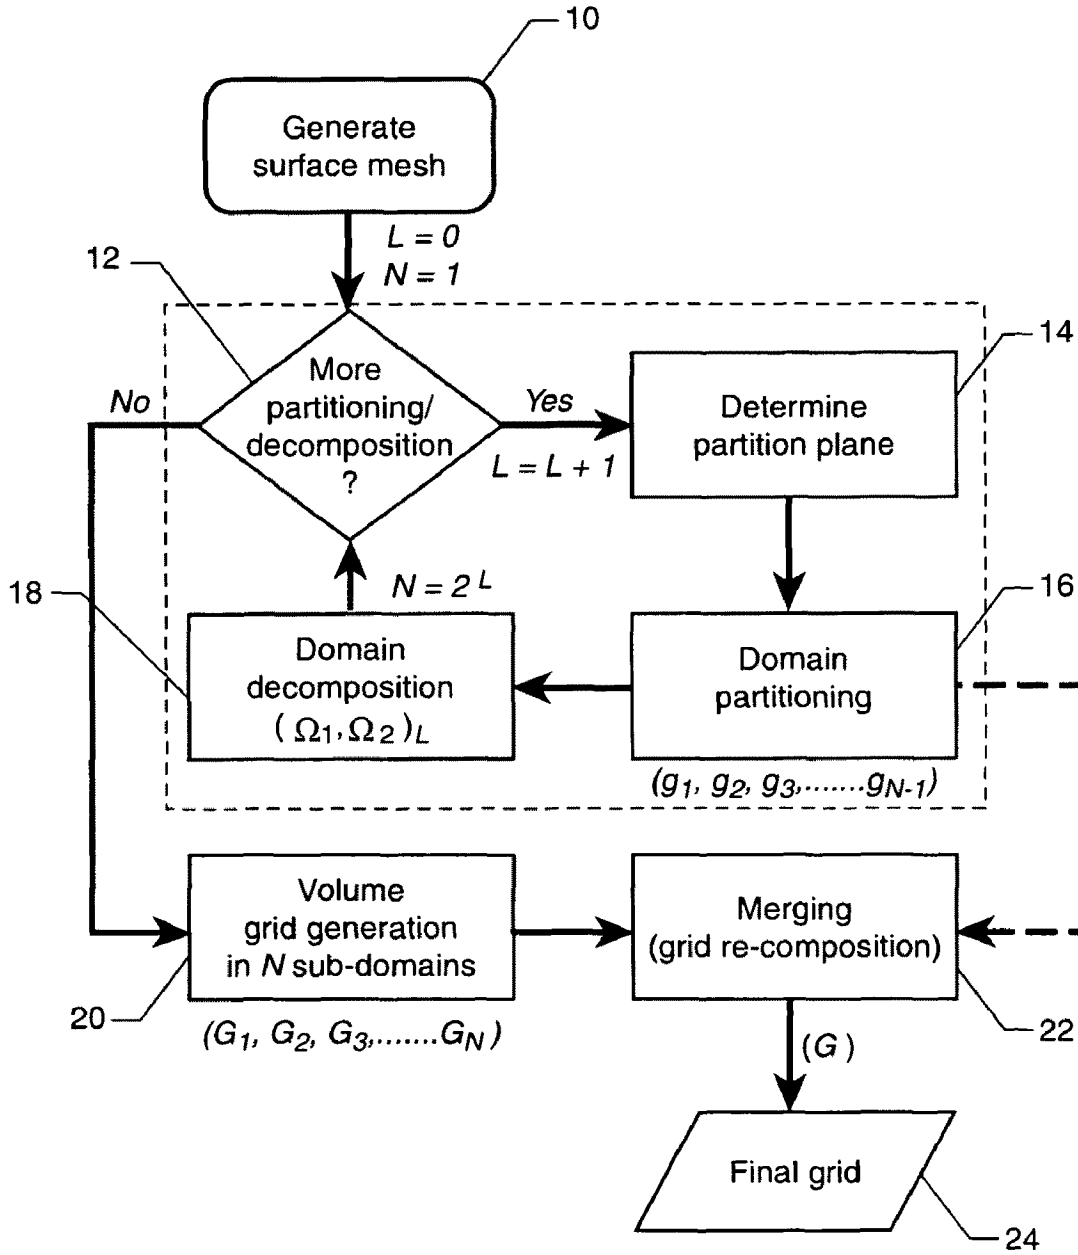 10
Generate
surface mesh
L = 0
N = 1
12
14
More
partitioning/
decomposition
?
No
Yes
L = L + 1
Determine
partition plane
18
N = 2^L
16
Domain
decomposition
(Ω1, Ω2)L
Domain
partitioning
(g1, g2, g3,.......gN-1)
Volume
grid generation
in N sub-domains
Merging
(grid re-composition)
20
(G1, G2, G3,.......GN)
22
(G)
Final grid
24